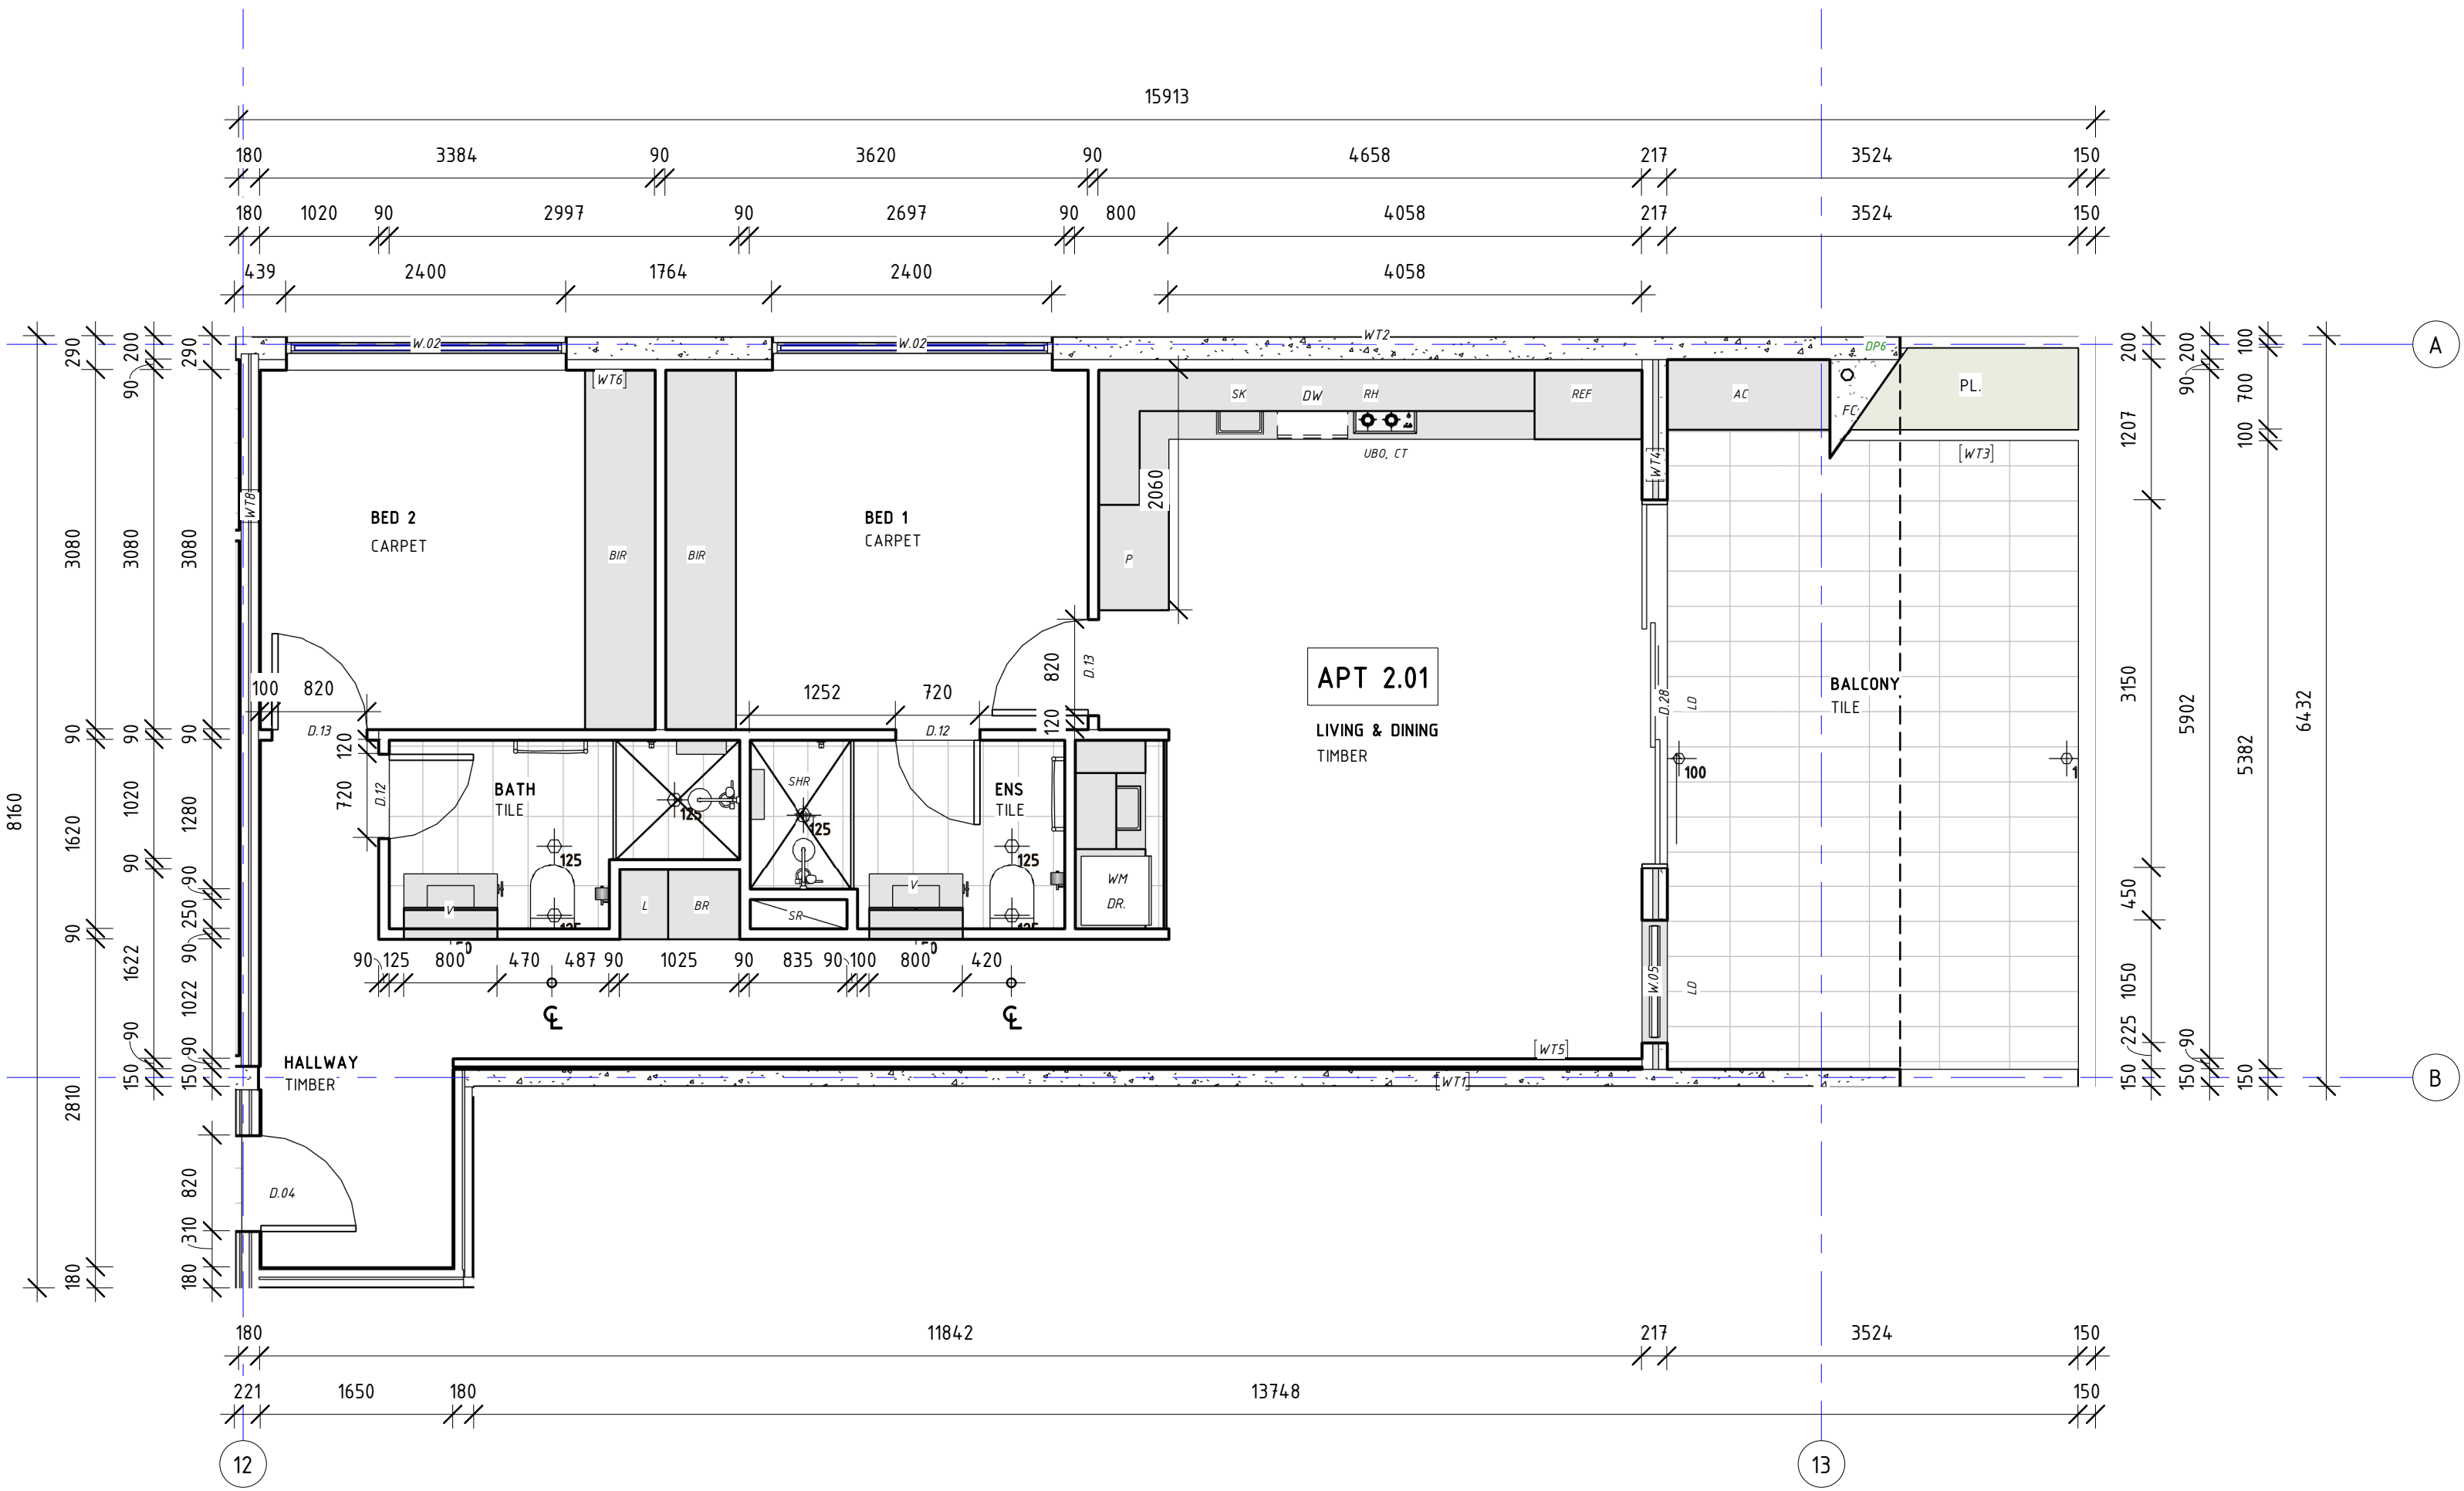 15913
180 3384 90 3620 90 4658 217 3524 150
180 1020 90 2997 90 2697 90 800 4058 217 3524 150
439 2400 1764 2400 4058
290 200 290
90
3080 3080 3080
90 90 90
1620 1020 1280
90 90 250 90
90
1622 1022
90 90
150 150
2810
820
310
180 180
8160
200 200 100
90
1207 700
100
3150
5902
5382
6432
450
1050
225 90
150 150 150
A
B
W.02
W.02
WT2
DP6
[WT6]
WT8
SK
DW
RH
REF
AC
FC
PL.
UBO, CT
WT4
[WT3]
2060
BED 2
CARPET
BIR
BIR
BED 1
CARPET
P
APT 2.01
LIVING & DINING
TIMBER
D.28
LD
BALCONY
TILE
100
1
100 820
D.13
120
720
D.12
1252 720
D.12
820
D.13
120
BATH
TILE
125
SHR
125
ENS
TILE
125
125
V
L
BR
SR
V
WM
DR.
125
125
90 125 800 470 487 90 1025 90 835 90 100 800 420
W.05
LD
HALLWAY
TIMBER
[WT5]
[WT1]
D.04
180 11842 217 3524 150
221 1650 180 13748 150
12
13